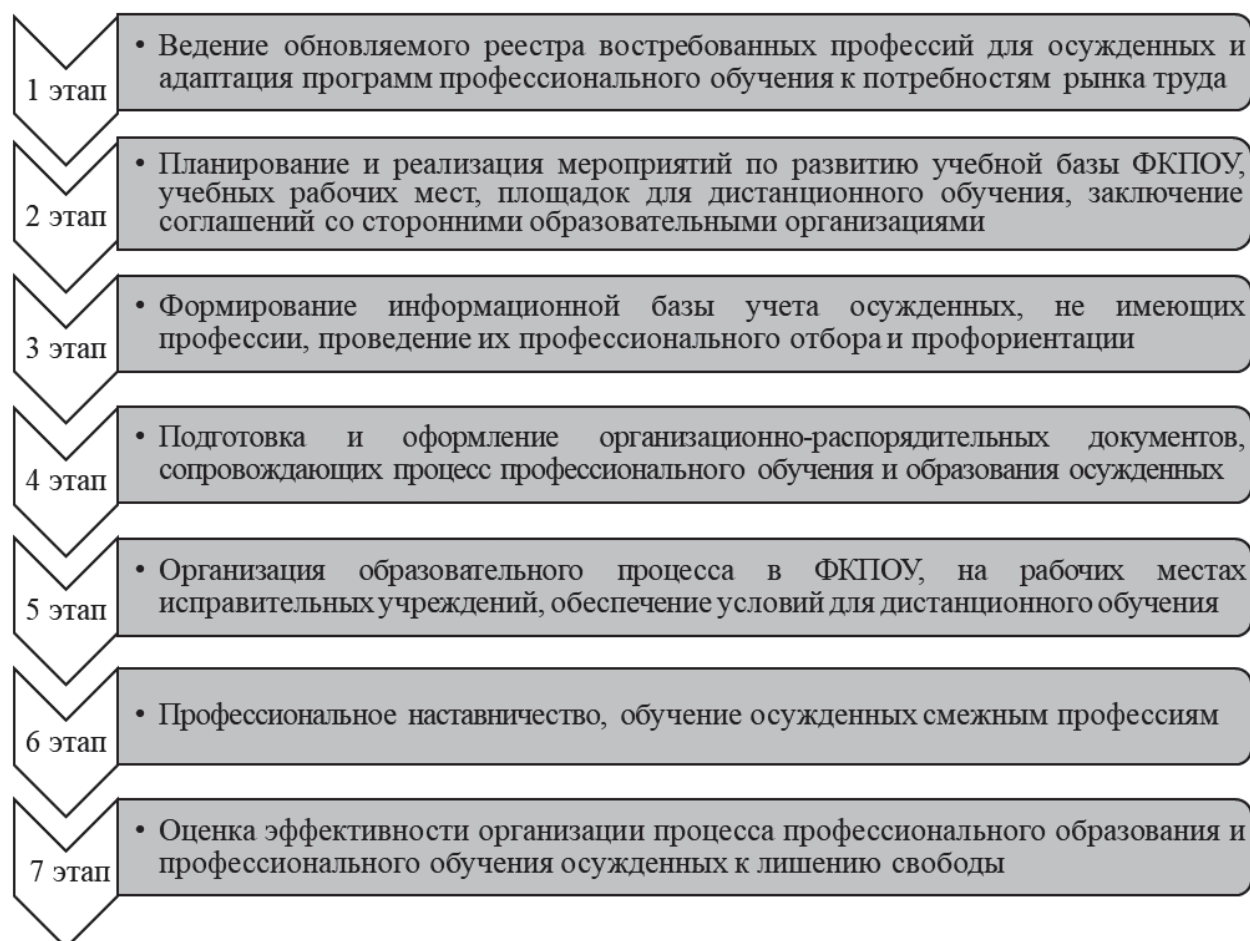 1 этап
• Ведение обновляемого реестра востребованных профессий для осужденных и
адаптация программ профессионального обучения к потребностям рынка труда
2 этап
• Планирование и реализация мероприятий по развитию учебной базы ФКПОУ,
учебных рабочих мест, площадок для дистанционного обучения, заключение
соглашений со сторонними образовательными организациями
3 этап
• Формирование информационной базы учета осужденных, не имеющих
профессии, проведение их профессионального отбора и профориентации
4 этап
• Подготовка и оформление организационно-распорядительных документов,
сопровождающих процесс профессионального обучения и образования осужденных
5 этап
• Организация образовательного процесса в ФКПОУ, на рабочих местах
исправительных учреждений, обеспечение условий для дистанционного обучения
6 этап
• Профессиональное наставничество, обучение осужденных смежным профессиям
7 этап
• Оценка эффективности организации процесса профессионального образования и
профессионального обучения осужденных к лишению свободы